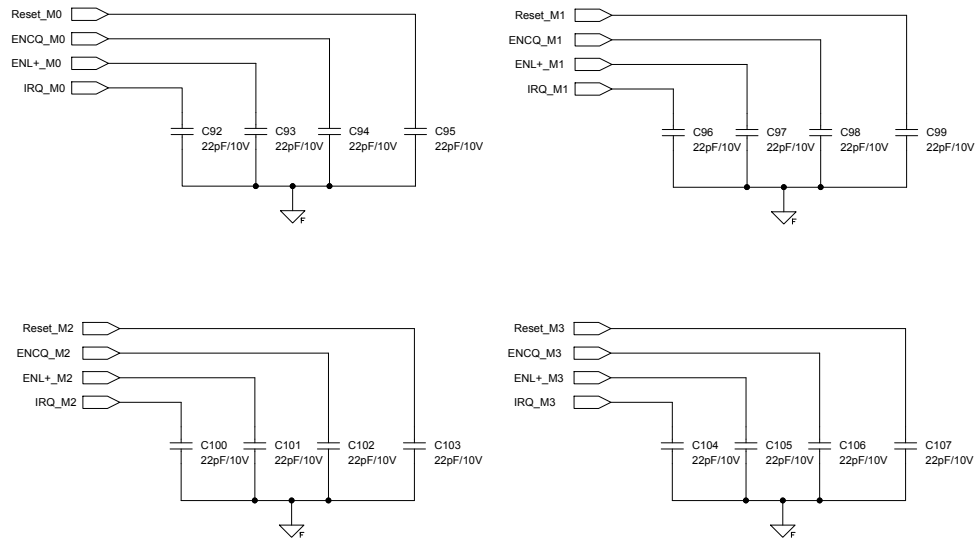 Reset_M0
ENCQ_M0
ENL+_M0
IRQ_M0
C92 C93 C94 C95
22pF/10V 22pF/10V 22pF/10V 22pF/10V
F
Reset_M1
ENCQ_M1
ENL+_M1
IRQ_M1
C96 C97 C98 C99
22pF/10V 22pF/10V 22pF/10V 22pF/10V
F
Reset_M2
ENCQ_M2
ENL+_M2
IRQ_M2
C100 C101 C102 C103
22pF/10V 22pF/10V 22pF/10V 22pF/10V
F
Reset_M3
ENCQ_M3
ENL+_M3
IRQ_M3
C104 C105 C106 C107
22pF/10V 22pF/10V 22pF/10V 22pF/10V
F